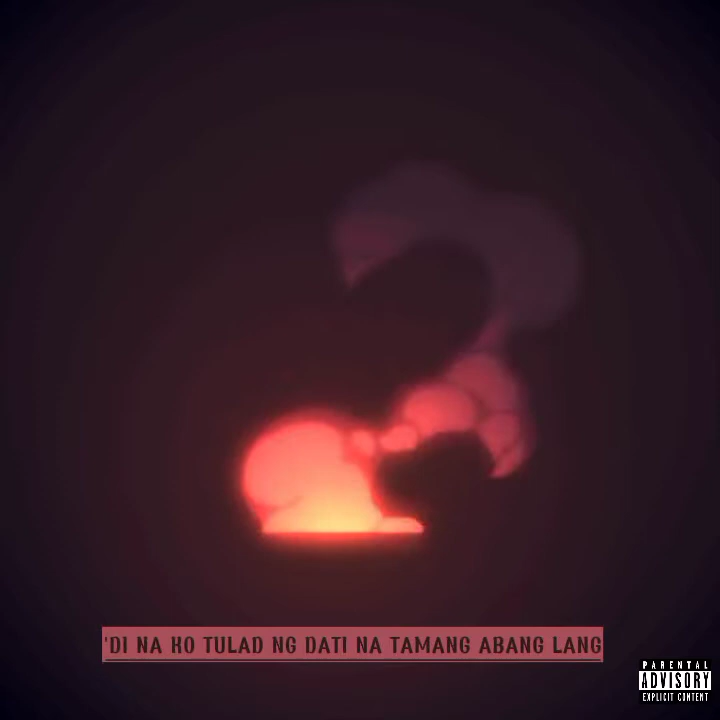 'DI NA KO TULAD NG DATI NA TAMANG ABANG LANG
PARENTAL
ADVISORY
EXPLICIT CONTENT